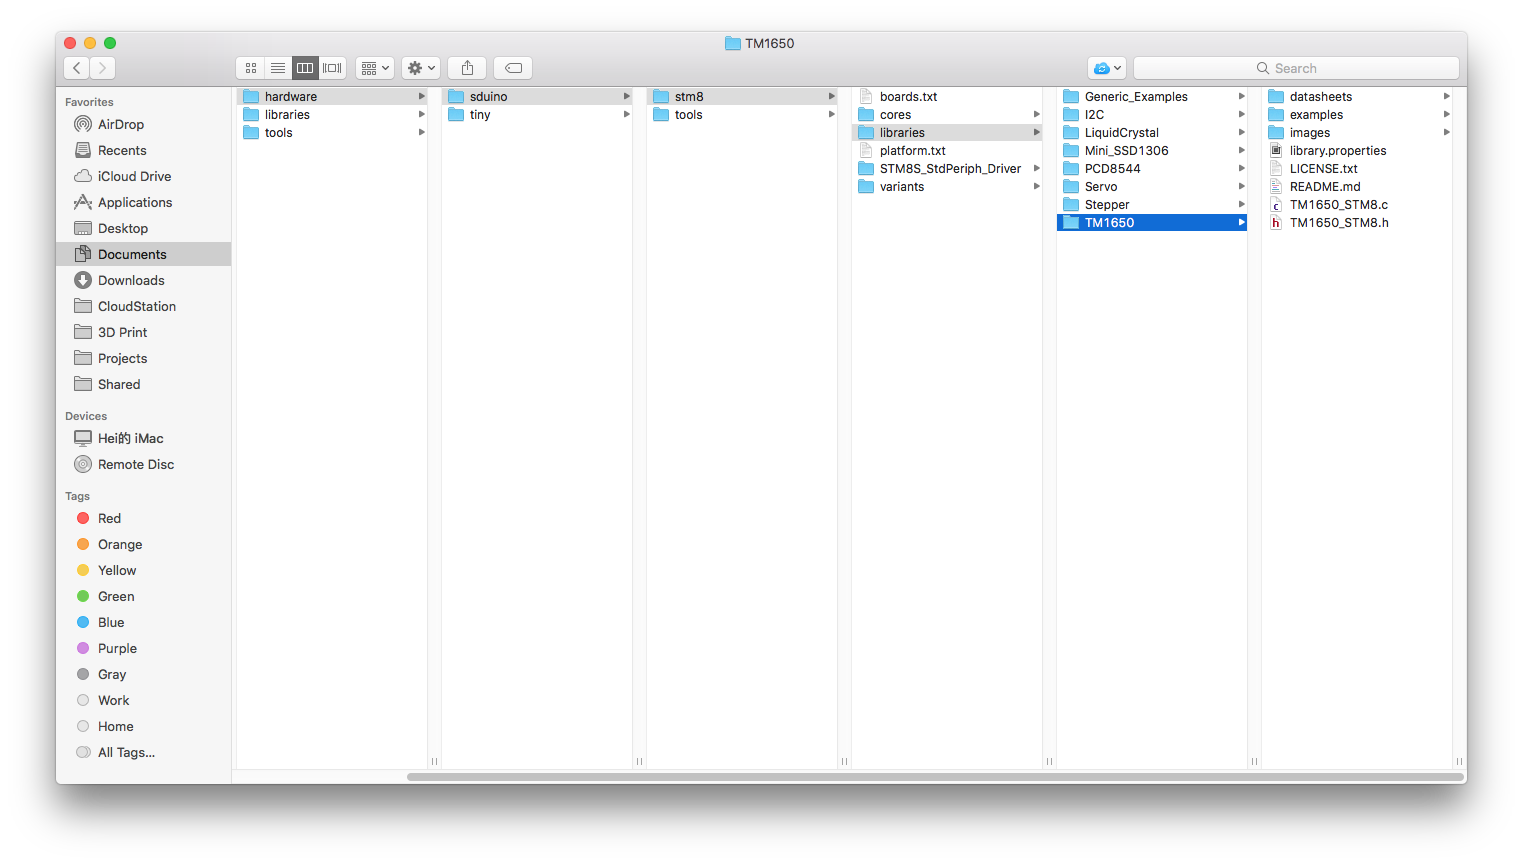 TM1650
Search
Favorites
AirDrop
Recents
iCloud Drive
Applications
Desktop
Documents
Downloads
CloudStation
3D Print
Projects
Shared
Devices
Hei的 iMac
Remote Disc
Tags
Red
Orange
Yellow
Green
Blue
Purple
Gray
Work
Home
All Tags...
hardware
libraries
tools
sduino
tiny
stm8
tools
boards.txt
cores
libraries
platform.txt
STM8S_StdPeriph_Driver
variants
Generic_Examples
I2C
LiquidCrystal
Mini_SSD1306
PCD8544
Servo
Stepper
TM1650
datasheets
examples
images
library.properties
LICENSE.txt
README.md
TM1650_STM8.c
TM1650_STM8.h